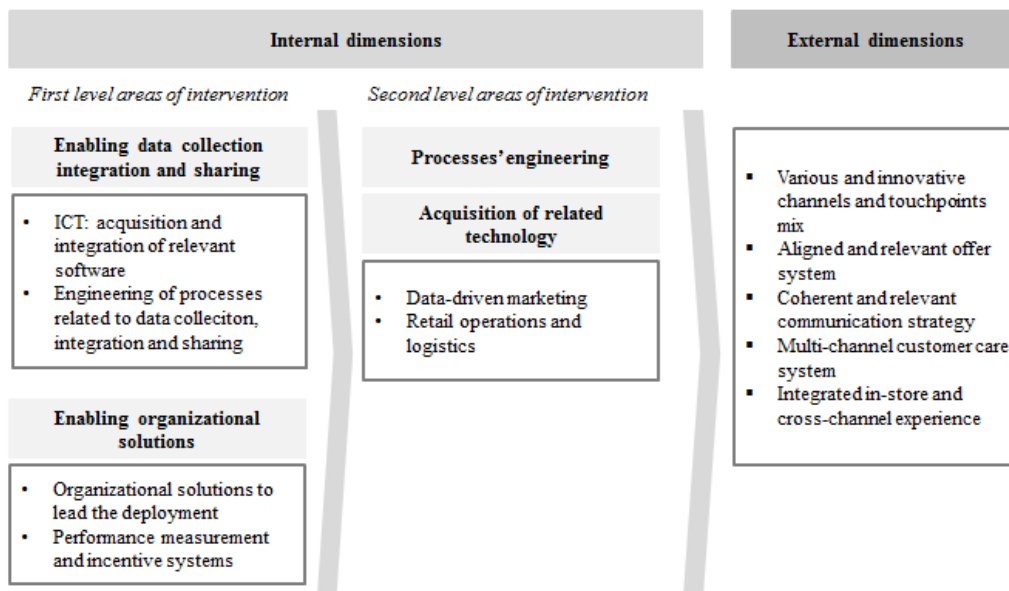 Internal dimensions
External dimensions
First level areas of intervention
Second level areas of intervention
Enabling data collection
integration and sharing
• ICT: acquisition and
integration of relevant
software
• Engineering of processes
related to data colleciton,
integration and sharing
Enabling organizational
solutions
• Organizational solutions to
lead the deployment
• Performance measurement
and incentive systems
Processes' engineering
Acquisition of related
technology
• Data-driven marketing
• Retail operations and
logistics
▪ Various and innovative
channels and touchpoints
mix
▪ Aligned and relevant offer
system
▪ Coherent and relevant
communication strategy
▪ Multi-channel customer care
system
▪ Integrated in-store and
cross-channel experience